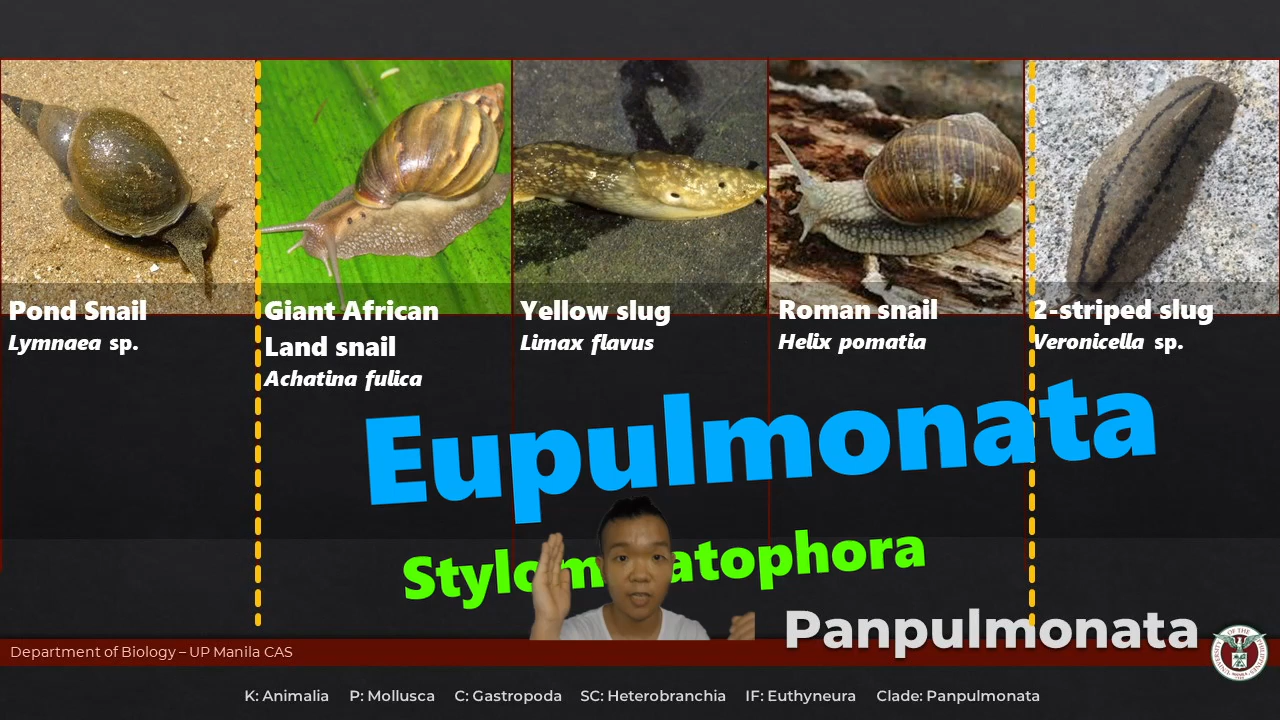 Pond Snail
Lymnaea sp.
Giant African
Land snail
Achatina fulica
Yellow slug
Limax flavus
Roman snail
Helix pomatia
2-striped slug
Veronicella sp.
Eupulmonata
Panpulmonata
Department of Biology – UP Manila CAS
K: Animalia P: Mollusca C: Gastropoda SC: Heterobranchia IF: Euthyneura Clade: Panpulmonata